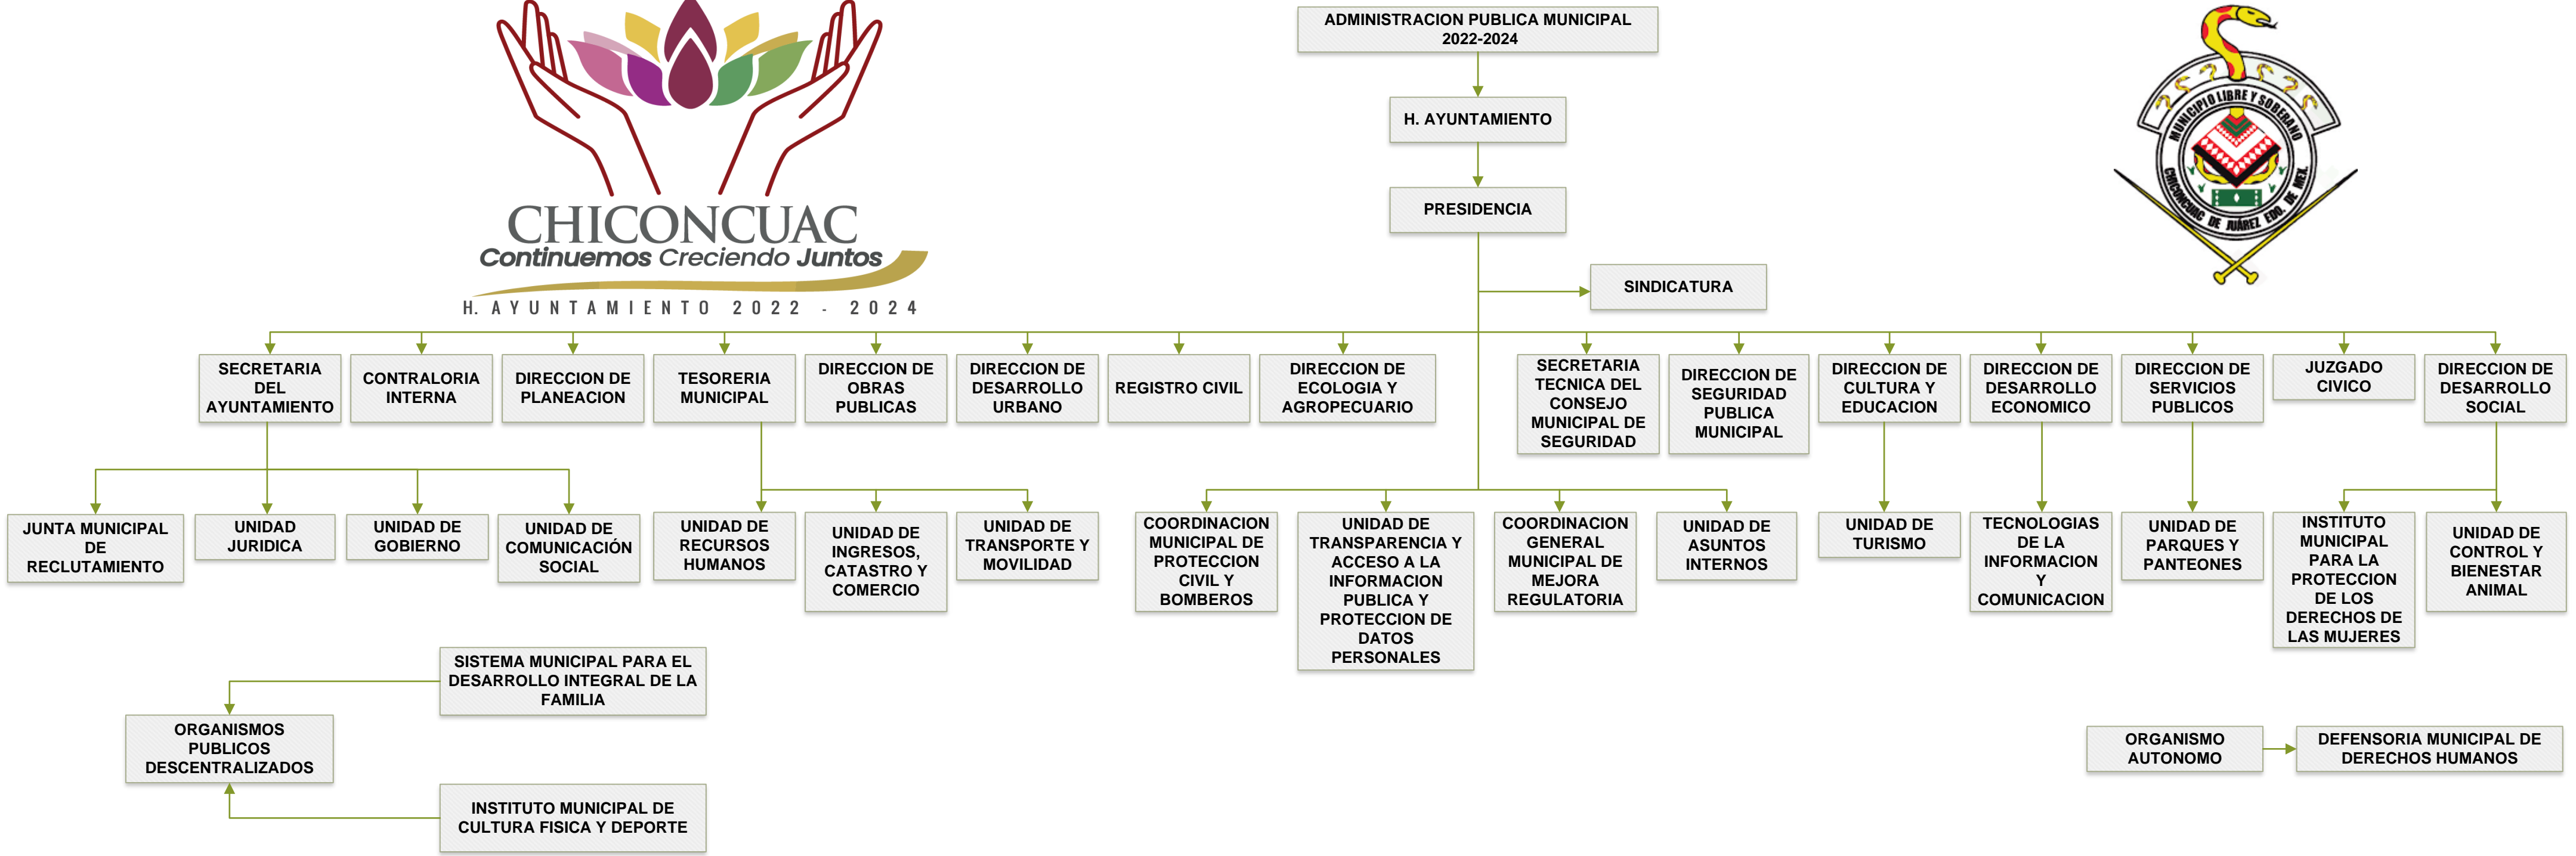 ADMINISTRACION PUBLICA MUNICIPAL
2022-2024
H. AYUNTAMIENTO
PRESIDENCIA
SINDICATURA
CHICONCUAC
Continuemos Creciendo Juntos
H. AYUNTAMIENTO 2022 - 2024
MUNICIPIO LIBRE Y SOBERANO
CHICONCUAC DE JUÁREZ EDO. DE MEX.
SECRETARIA
DEL
AYUNTAMIENTO
CONTRALORIA
INTERNA
DIRECCION DE
PLANEACION
TESORERIA
MUNICIPAL
DIRECCION DE
OBRAS
PUBLICAS
DIRECCION DE
DESARROLLO
URBANO
REGISTRO CIVIL
DIRECCION DE
ECOLOGIA Y
AGROPECUARIO
SECRETARIA
TECNICA DEL
CONSEJO
MUNICIPAL DE
SEGURIDAD
DIRECCION DE
SEGURIDAD
PUBLICA
MUNICIPAL
DIRECCION DE
CULTURA Y
EDUCACION
DIRECCION DE
DESARROLLO
ECONOMICO
DIRECCION DE
SERVICIOS
PUBLICOS
JUZGADO
CIVICO
DIRECCION DE
DESARROLLO
SOCIAL
JUNTA MUNICIPAL
DE
RECLUTAMIENTO
UNIDAD
JURIDICA
UNIDAD DE
GOBIERNO
UNIDAD DE
COMUNICACIÓN
SOCIAL
UNIDAD DE
RECURSOS
HUMANOS
UNIDAD DE
INGRESOS,
CATASTRO Y
COMERCIO
UNIDAD DE
TRANSPORTE Y
MOVILIDAD
COORDINACION
MUNICIPAL DE
PROTECCION
CIVIL Y
BOMBEROS
UNIDAD DE
TRANSPARENCIA Y
ACCESO A LA
INFORMACION
PUBLICA Y
PROTECCION DE
DATOS
PERSONALES
COORDINACION
GENERAL
MUNICIPAL DE
MEJORA
REGULATORIA
UNIDAD DE
ASUNTOS
INTERNOS
UNIDAD DE
TURISMO
TECNOLOGIAS
DE LA
INFORMACION
Y
COMUNICACION
UNIDAD DE
PARQUES Y
PANTEONES
INSTITUTO
MUNICIPAL
PARA LA
PROTECCION
DE LOS
DERECHOS DE
LAS MUJERES
UNIDAD DE
CONTROL Y
BIENESTAR
ANIMAL
SISTEMA MUNICIPAL PARA EL
DESARROLLO INTEGRAL DE LA
FAMILIA
ORGANISMOS
PUBLICOS
DESCENTRALIZADOS
INSTITUTO MUNICIPAL DE
CULTURA FISICA Y DEPORTE
ORGANISMO
AUTONOMO
DEFENSORIA MUNICIPAL DE
DERECHOS HUMANOS